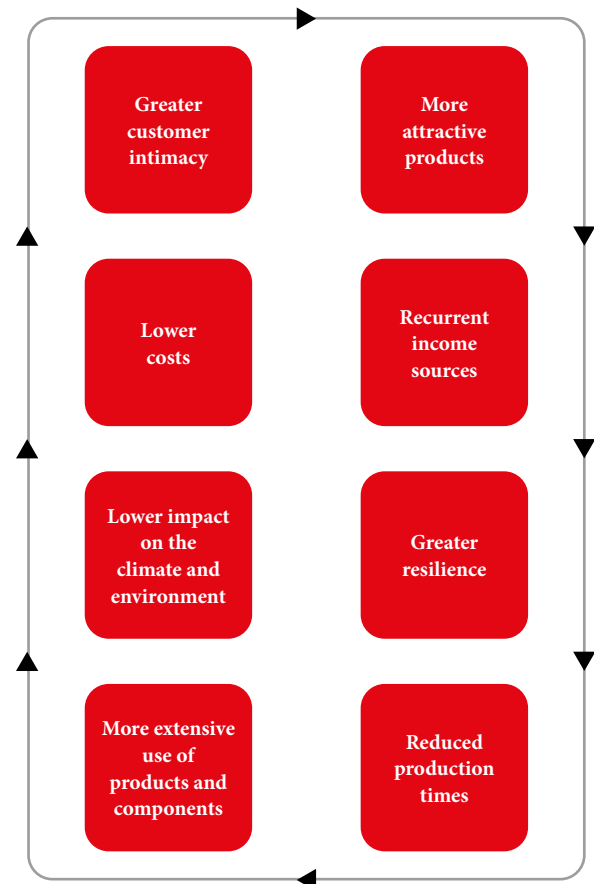 Greater
customer
intimacy
More
attractive
products
Lower
costs
Recurrent
income
sources
Lower impact
on the
climate and
environment
Greater
resilience
More extensive
use of
products and
components
Reduced
production
times